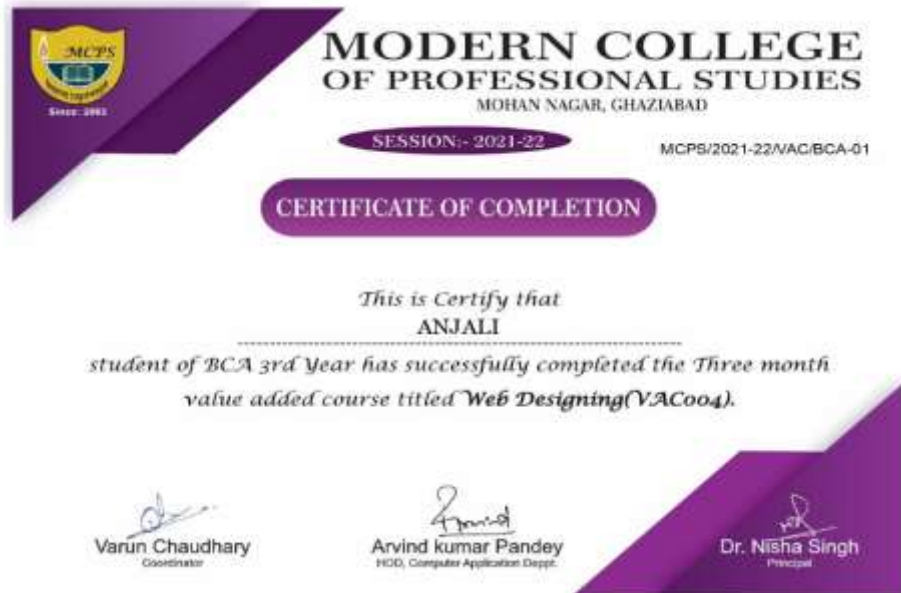 MCPS
Since: 2003
MODERN COLLEGE
OF PROFESSIONAL STUDIES
MOHAN NAGAR, GHAZIABAD
SESSION:- 2021-22
MCPS/2021-22/VAC/BCA-01
CERTIFICATE OF COMPLETION
This is Certify that
ANJALI
student of BCA 3rd Year has successfully completed the Three month
value added course titled Web Designing(VAC004).
Varun Chaudhary
Coordinator
Arvind kumar Pandey
HOD, Computer Application Deppt.
Dr. Nisha Singh
Principal